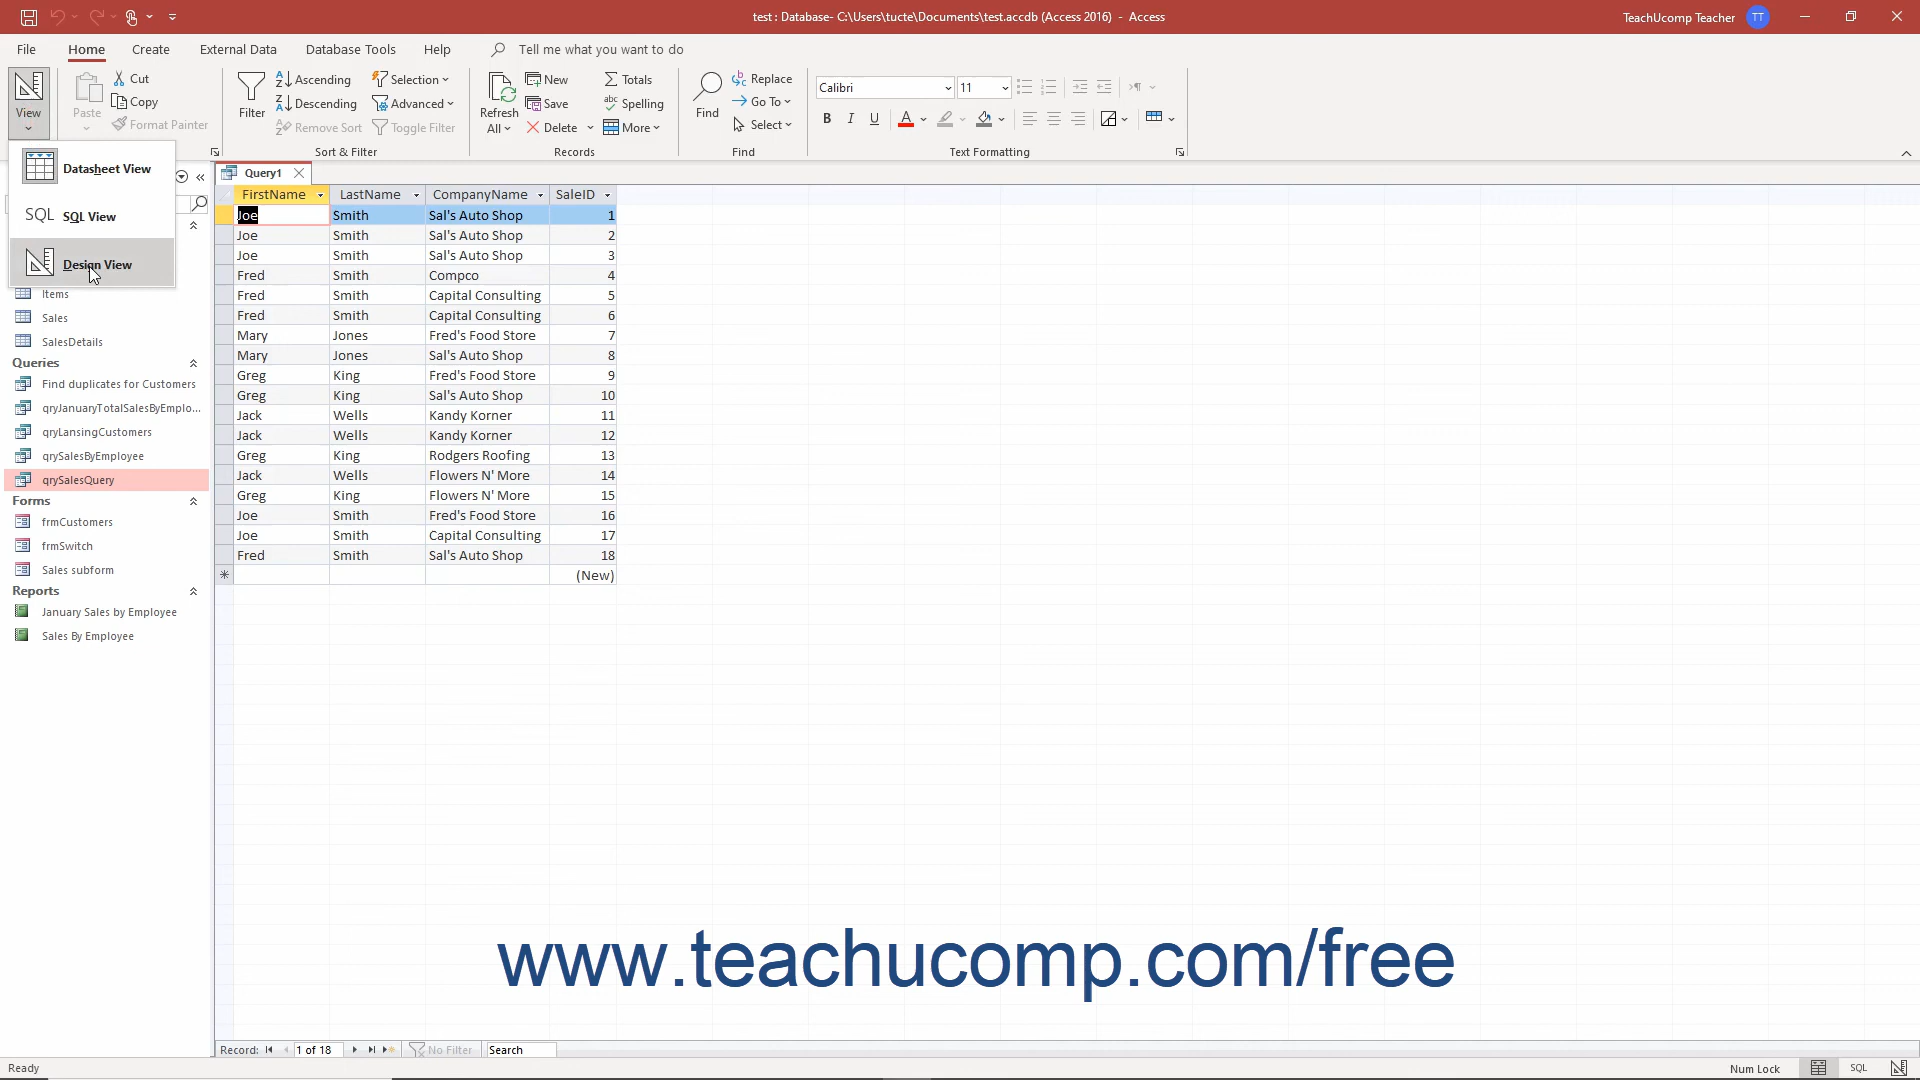 test : Database- C:\Users\tucte\Documents\test.accdb (Access 2016) - Access
TeachUcomp Teacher
TT
File Home Create External Data Database Tools Help Tell me what you want to do
View
Paste
Cut
Copy
Format Painter
Filter
Ascending
Descending
Remove Sort
Selection
Advanced
Toggle Filter
Sort & Filter
Refresh
All
New
Save
Delete
Totals
Spelling
More
Records
Find
Replace
Go To
Select
Find
Calibri
11
B I U
Text Formatting
Datasheet View
SQL SQL View
Design View
Items
Sales
SalesDetails
Queries
Find duplicates for Customers
qryJanuaryTotalSalesByEmplo...
qryLansingCustomers
qrySalesByEmployee
qrySalesQuery
Forms
frmCustomers
frmSwitch
Sales subform
Reports
January Sales by Employee
Sales By Employee
Query1
FirstName LastName CompanyName SaleID
Joe Smith Sal's Auto Shop 1
Joe Smith Sal's Auto Shop 2
Joe Smith Sal's Auto Shop 3
Fred Smith Compco 4
Fred Smith Capital Consulting 5
Fred Smith Capital Consulting 6
Mary Jones Fred's Food Store 7
Mary Jones Sal's Auto Shop 8
Greg King Fred's Food Store 9
Greg King Sal's Auto Shop 10
Jack Wells Kandy Korner 11
Jack Wells Kandy Korner 12
Greg King Rodgers Roofing 13
Jack Wells Flowers N' More 14
Greg King Flowers N' More 15
Joe Smith Fred's Food Store 16
Joe Smith Capital Consulting 17
Fred Smith Sal's Auto Shop 18
(New)
www.teachucomp.com/free
Record: 1 of 18 No Filter Search
Ready
Num Lock
SQL